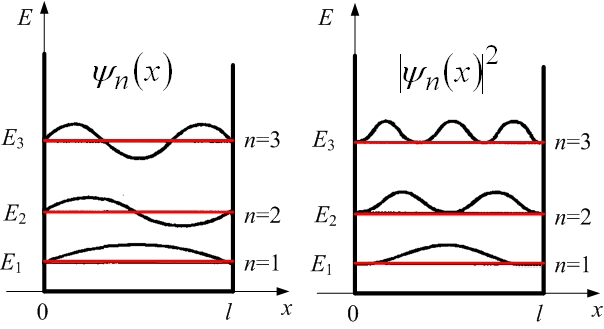 E
ψn(x)
E3
n=3
E2
n=2
E1
n=1
0
l
x
E
|ψn(x)|²
E3
n=3
E2
n=2
E1
n=1
0
l
x